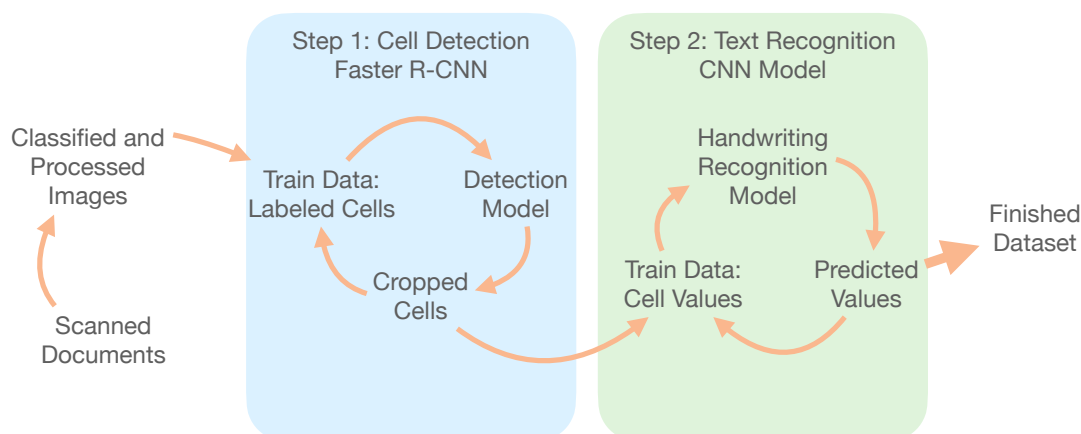 Step 1: Cell Detection
Faster R-CNN
Step 2: Text Recognition
CNN Model
Classified and
Processed
Images
Train Data:
Labeled Cells
Detection
Model
Cropped
Cells
Scanned
Documents
Handwriting
Recognition
Model
Train Data:
Cell Values
Predicted
Values
Finished
Dataset